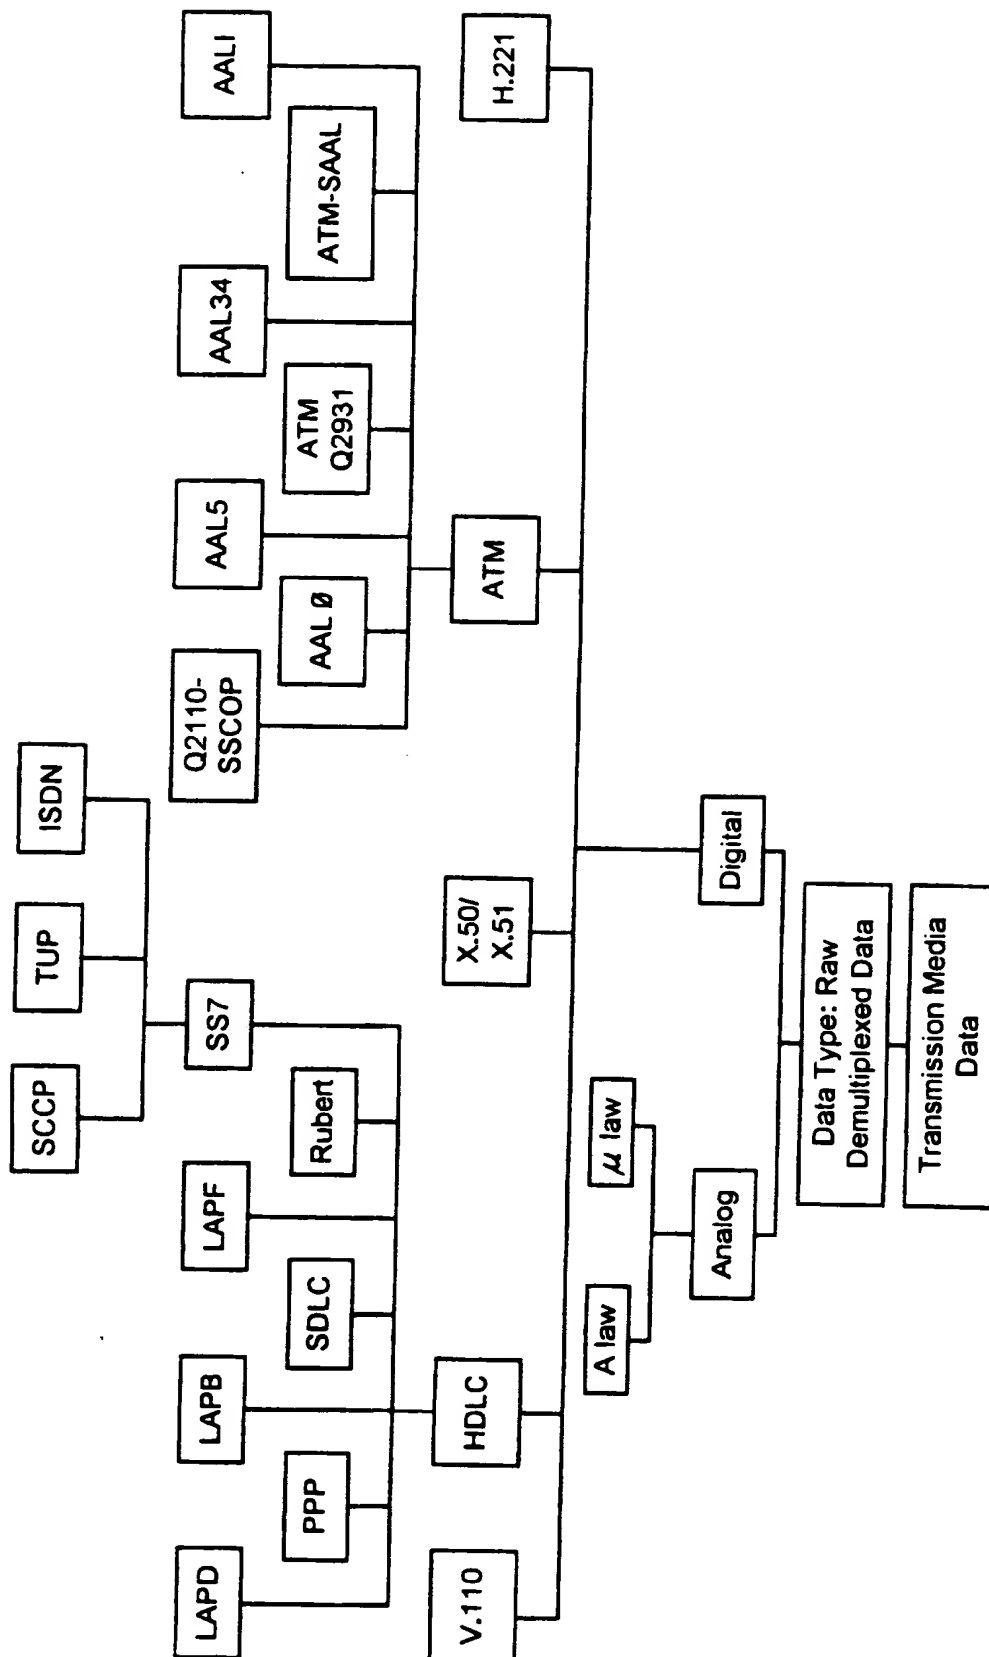 SCCP
TUP
ISDN
LAPD
LAPB
LAPF
SS7
Q2110-
SSCOP
AAL5
AAL34
AAL1
PPP
SDLC
Rubert
AAL Ø
ATM
Q2931
ATM-SAAL
V.110
HDLC
X.50/
X.51
ATM
H.221
A law
μ law
Analog
Digital
Data Type: Raw
Demultiplexed Data
Transmission Media
Data